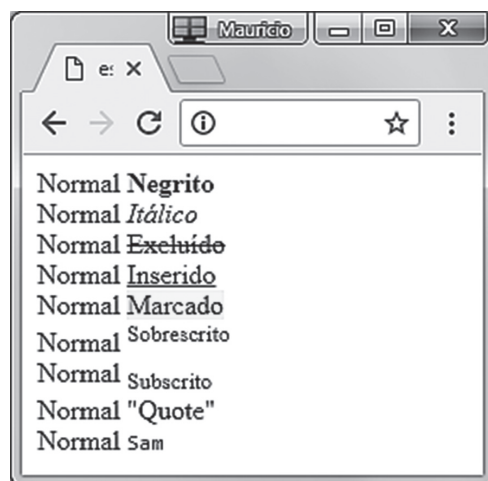 Mauricio
es
Normal Negrito
Normal Itálico
Normal Excluído
Normal Inserido
Normal Marcado
Normal Sobrescrito
Normal Subscrito
Normal "Quote"
Normal Sam